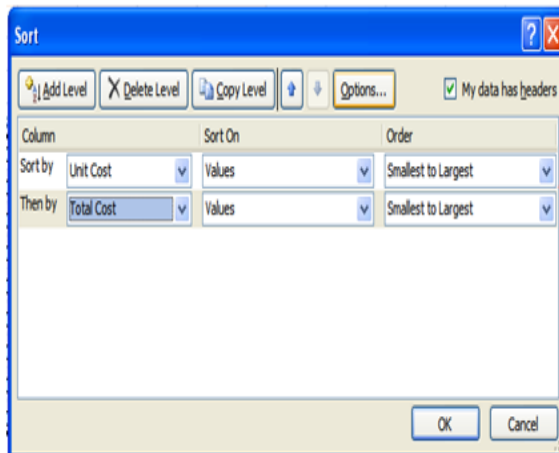 Sort
Add Level Delete Level Copy Level Options... My data has headers
Column Sort On Order
Sort by Unit Cost Values Smallest to Largest
Then by Total Cost Values Smallest to Largest
OK Cancel